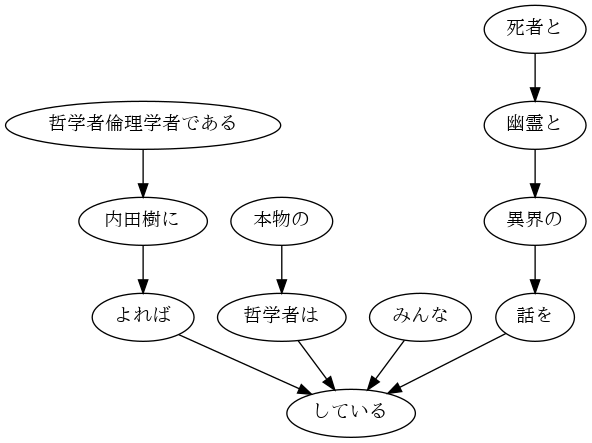 死者と
哲学者倫理学者である
幽霊と
内田樹に
本物の
異界の
よれば
哲学者は
みんな
話を
している